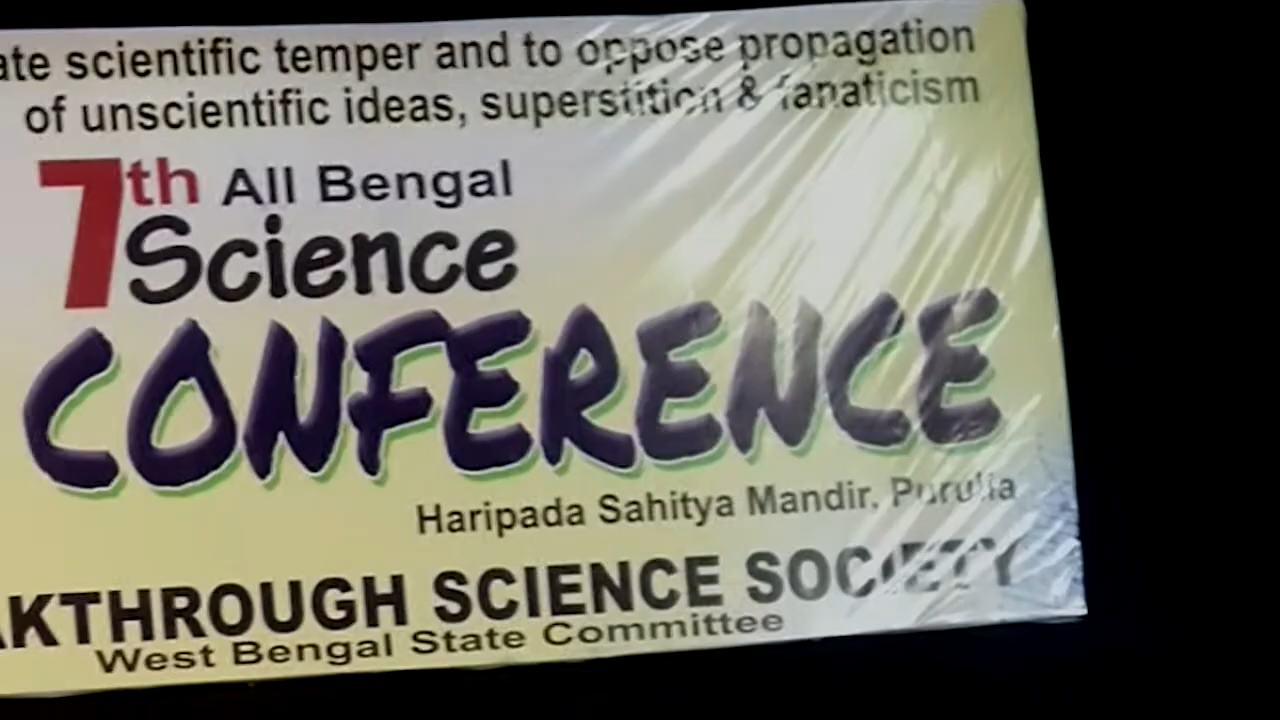 ate scientific temper and to oppose propagation
of unscientific ideas, superstition & fanaticism
7th All Bengal
Science
CONFERENCE
Haripada Sahitya Mandir, Purulia
AKTHROUGH SCIENCE SOCIETY
West Bengal State Committee